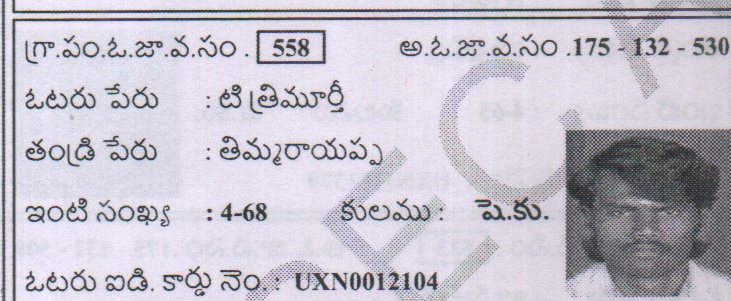 గ్రా.పం.ఓ.జా.వ.సం . 558 అ.ఓ.జా.వ.సం .175 - 132 - 530
ఓటరు పేరు : టి త్రిమూర్తీ
తండ్రి పేరు : తిమ్మరాయప్ప
ఇంటి సంఖ్య : 4-68 కులము : షె.కు.
ఓటరు ఐడి. కార్డు నెం. : UXN0012104